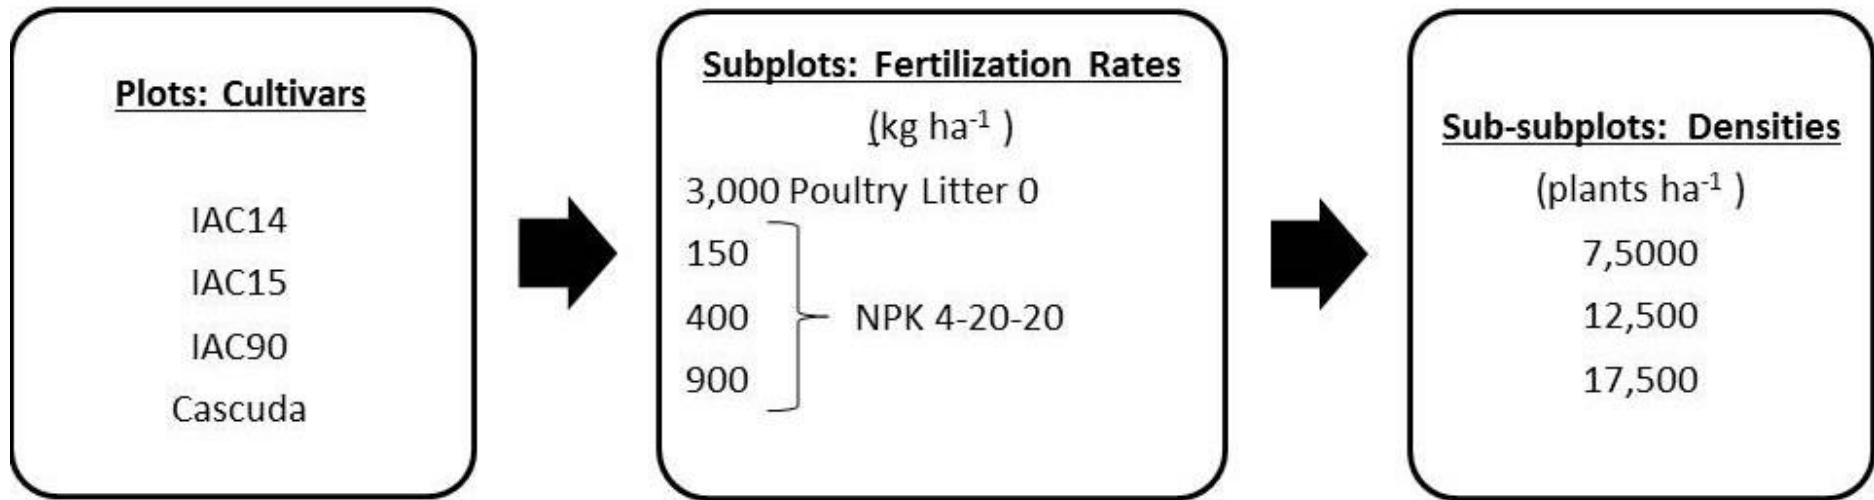 Plots: Cultivars
IAC14
IAC15
IAC90
Cascuda
Subplots: Fertilization Rates
(kg ha⁻¹ )
3,000 Poultry Litter 0
150
400
900
NPK 4-20-20
Sub-subplots: Densities
(plants ha⁻¹ )
7,5000
12,500
17,500